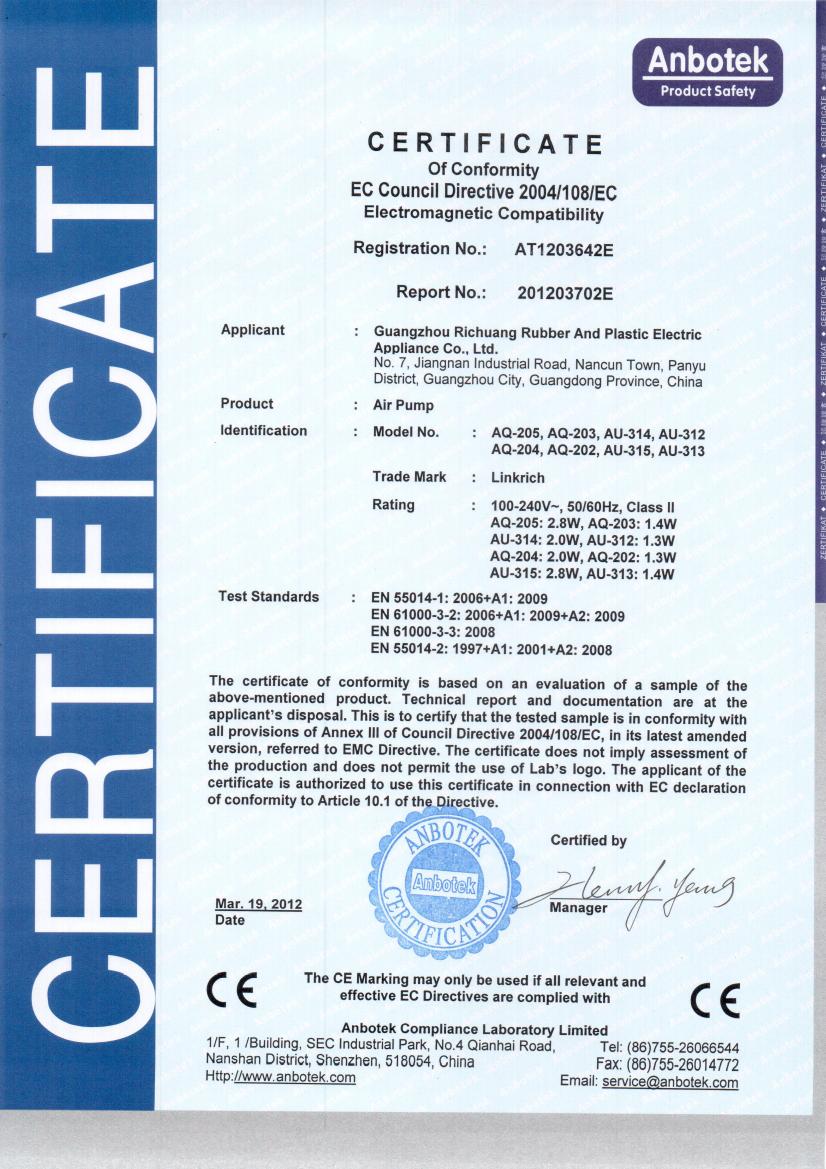 CERTIFICATE
Anbotek
Product Safety
CERTIFICATE
Of Conformity
EC Council Directive 2004/108/EC
Electromagnetic Compatibility
Registration No.: AT1203642E
Report No.: 201203702E
Applicant : Guangzhou Richuang Rubber And Plastic Electric
Appliance Co., Ltd.
No. 7, Jiangnan Industrial Road, Nancun Town, Panyu
District, Guangzhou City, Guangdong Province, China
Product : Air Pump
Identification : Model No. : AQ-205, AQ-203, AU-314, AU-312
AQ-204, AQ-202, AU-315, AU-313
Trade Mark : Linkrich
Rating : 100-240V~, 50/60Hz, Class II
AQ-205: 2.8W, AQ-203: 1.4W
AU-314: 2.0W, AU-312: 1.3W
AQ-204: 2.0W, AQ-202: 1.3W
AU-315: 2.8W, AU-313: 1.4W
Test Standards : EN 55014-1: 2006+A1: 2009
EN 61000-3-2: 2006+A1: 2009+A2: 2009
EN 61000-3-3: 2008
EN 55014-2: 1997+A1: 2001+A2: 2008
The certificate of conformity is based on an evaluation of a sample of the
above-mentioned product. Technical report and documentation are at the
applicant's disposal. This is to certify that the tested sample is in conformity with
all provisions of Annex III of Council Directive 2004/108/EC, in its latest amended
version, referred to EMC Directive. The certificate does not imply assessment of
the production and does not permit the use of Lab's logo. The applicant of the
certificate is authorized to use this certificate in connection with EC declaration
of conformity to Article 10.1 of the Directive.
ANBOTEK
Anbotek
CERTIFICATION
Certified by
Manager
Mar. 19, 2012
Date
CE
The CE Marking may only be used if all relevant and
effective EC Directives are complied with
CE
Anbotek Compliance Laboratory Limited
1/F, 1 /Building, SEC Industrial Park, No.4 Qianhai Road,
Nanshan District, Shenzhen, 518054, China
Http://www.anbotek.com
Tel: (86)755-26066544
Fax: (86)755-26014772
Email: service@anbotek.com
ZERTIFIKAT ◆ CERTIFICATE ◆
ZERTIFIKAT ◆ CERTIFICATE ◆
ZERTIFIKAT ◆ CERTIFICATE ◆